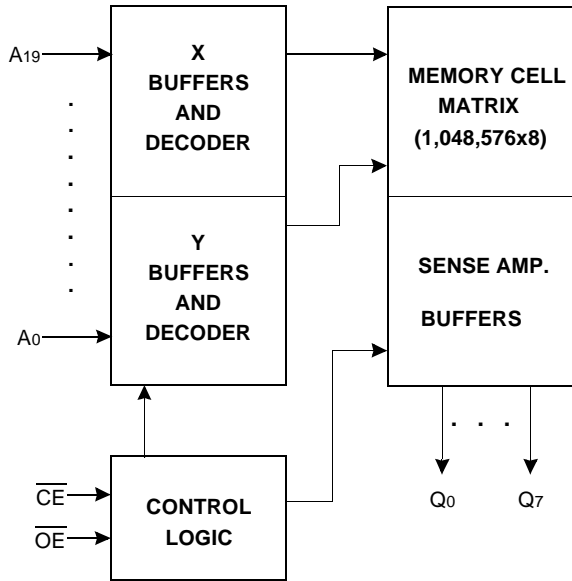 A19
X
BUFFERS
AND
DECODER
MEMORY CELL
MATRIX
(1,048,576x8)
Y
BUFFERS
AND
DECODER
A0
SENSE AMP.
BUFFERS
CE
OE
CONTROL
LOGIC
Q0
Q7